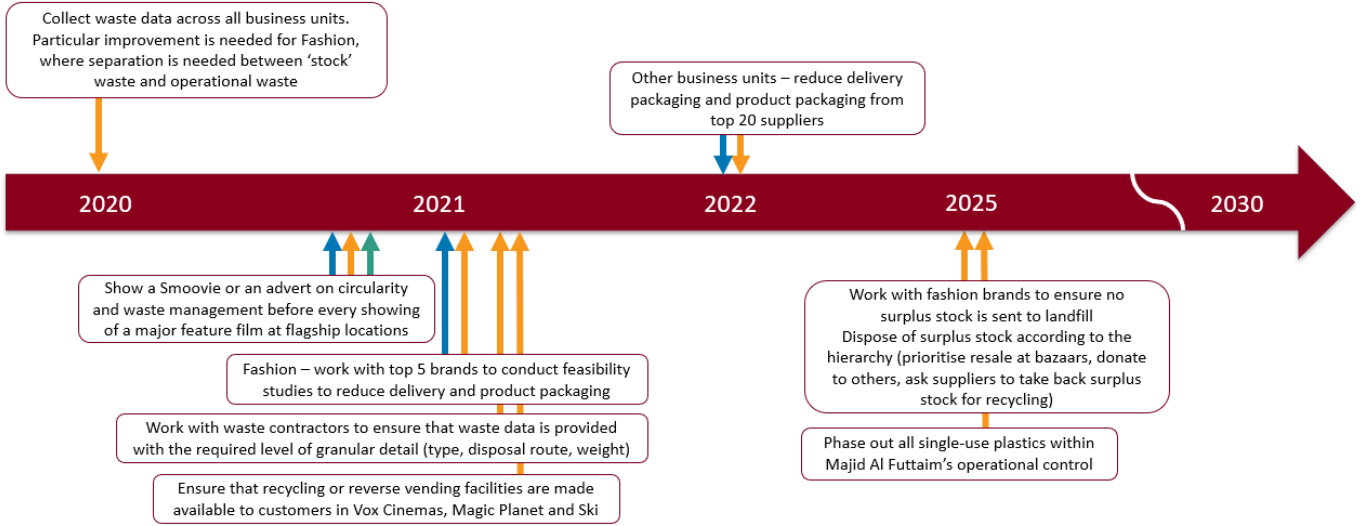 Collect waste data across all business units.
Particular improvement is needed for Fashion,
where separation is needed between ‘stock’
waste and operational waste
Other business units – reduce delivery
packaging and product packaging from
top 20 suppliers
2020
2021
2022
2025
2030
Show a Smoovie or an advert on circularity
and waste management before every showing
of a major feature film at flagship locations
Fashion – work with top 5 brands to conduct feasibility
studies to reduce delivery and product packaging
Work with waste contractors to ensure that waste data is provided
with the required level of granular detail (type, disposal route, weight)
Ensure that recycling or reverse vending facilities are made
available to customers in Vox Cinemas, Magic Planet and Ski
Work with fashion brands to ensure no
surplus stock is sent to landfill
Dispose of surplus stock according to the
hierarchy (prioritise resale at bazaars, donate
to others, ask suppliers to take back surplus
stock for recycling)
Phase out all single-use plastics within
Majid Al Futtaim’s operational control